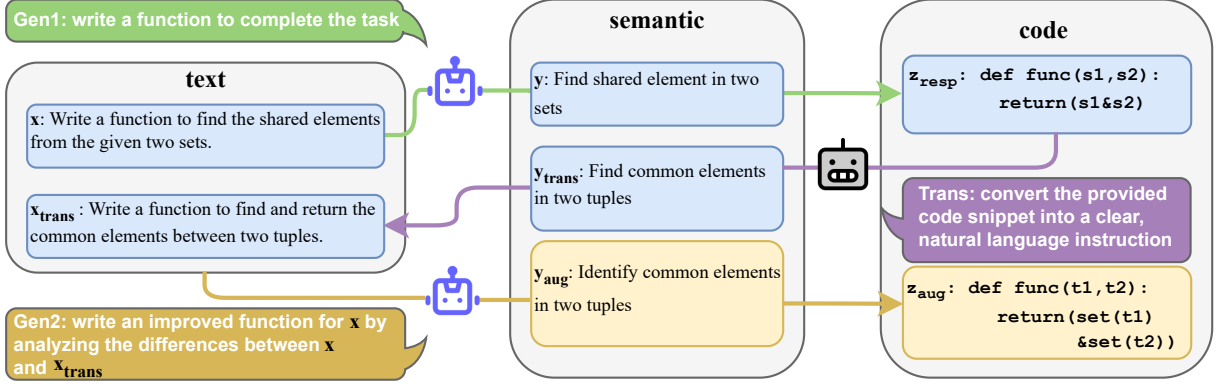 Gen1: write a function to complete the task
text
x: Write a function to find the shared elements
from the given two sets.
x_trans : Write a function to find and return the
common elements between two tuples.
Gen2: write an improved function for x by
analyzing the differences between x
and x_trans
semantic
y: Find shared element in two
sets
y_trans: Find common elements
in two tuples
y_aug: Identify common elements
in two tuples
code
z_resp: def func(s1,s2):
return(s1&s2)
Trans: convert the provided
code snippet into a clear,
natural language instruction
z_aug: def func(t1,t2):
return(set(t1)
&set(t2))